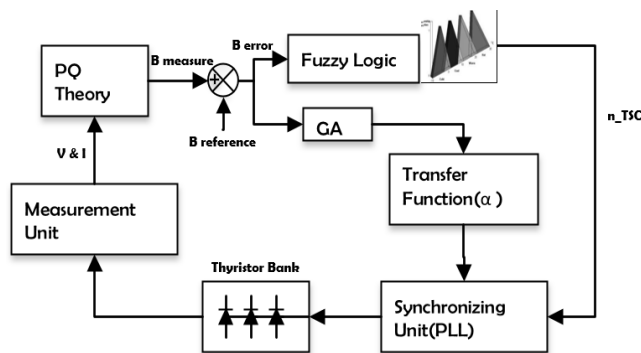 B error
PQ
Theory
B measure
+
Fuzzy Logic
n_TSC
B reference
GA
V & I
Transfer
Function(α )
Measurement
Unit
Thyristor Bank
Synchronizing
Unit(PLL)